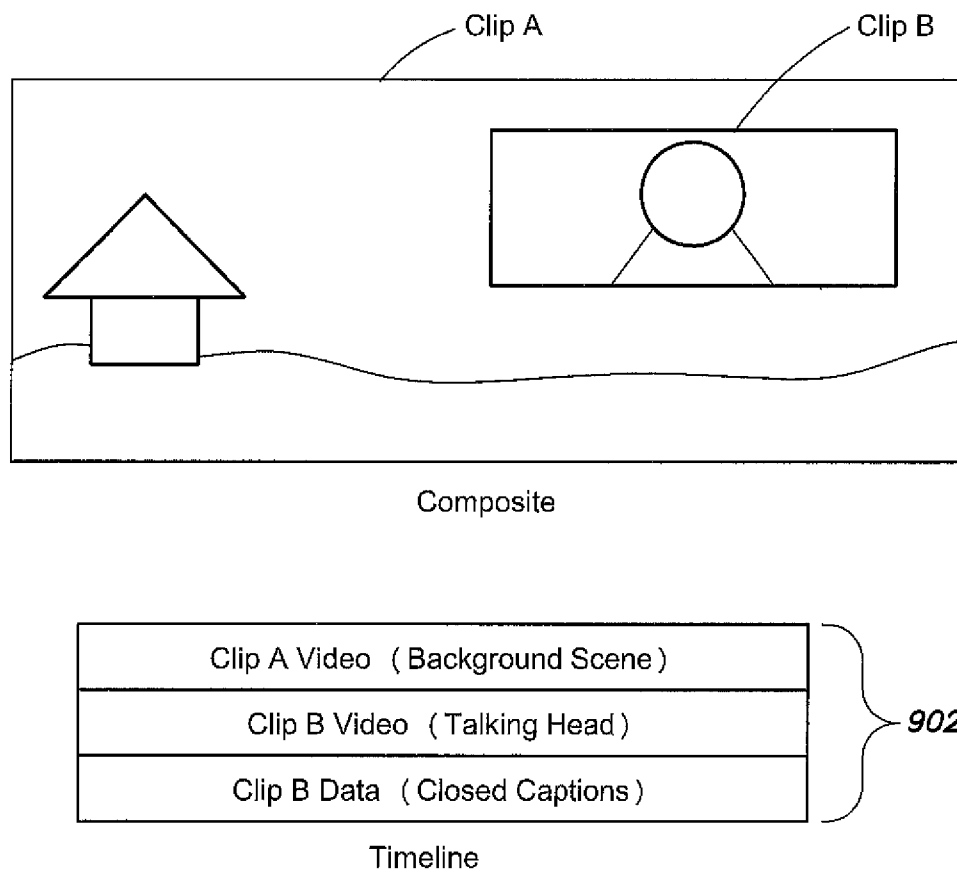 Clip A
Clip B
Composite
Clip A Video ( Background Scene )
Clip B Video ( Talking Head )
902
Clip B Data ( Closed Captions )
Timeline